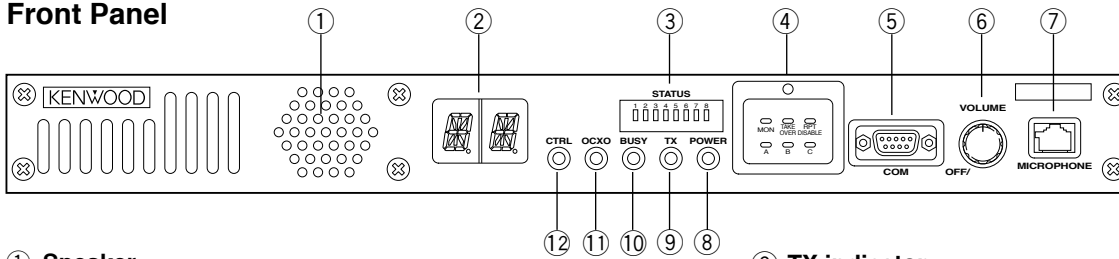 Front Panel
① ② ③ ④ ⑤ ⑥ ⑦
KENWOOD
STATUS
1 2 3 4 5 6 7 8
CTRL OCXO BUSY TX POWER
MON TAKE OVER RPT DISABLE
A B C
COM
VOLUME
OFF/
MICROPHONE
⑫ ⑪ ⑩ ⑨ ⑧
① Speaker
⑨ TX indicator